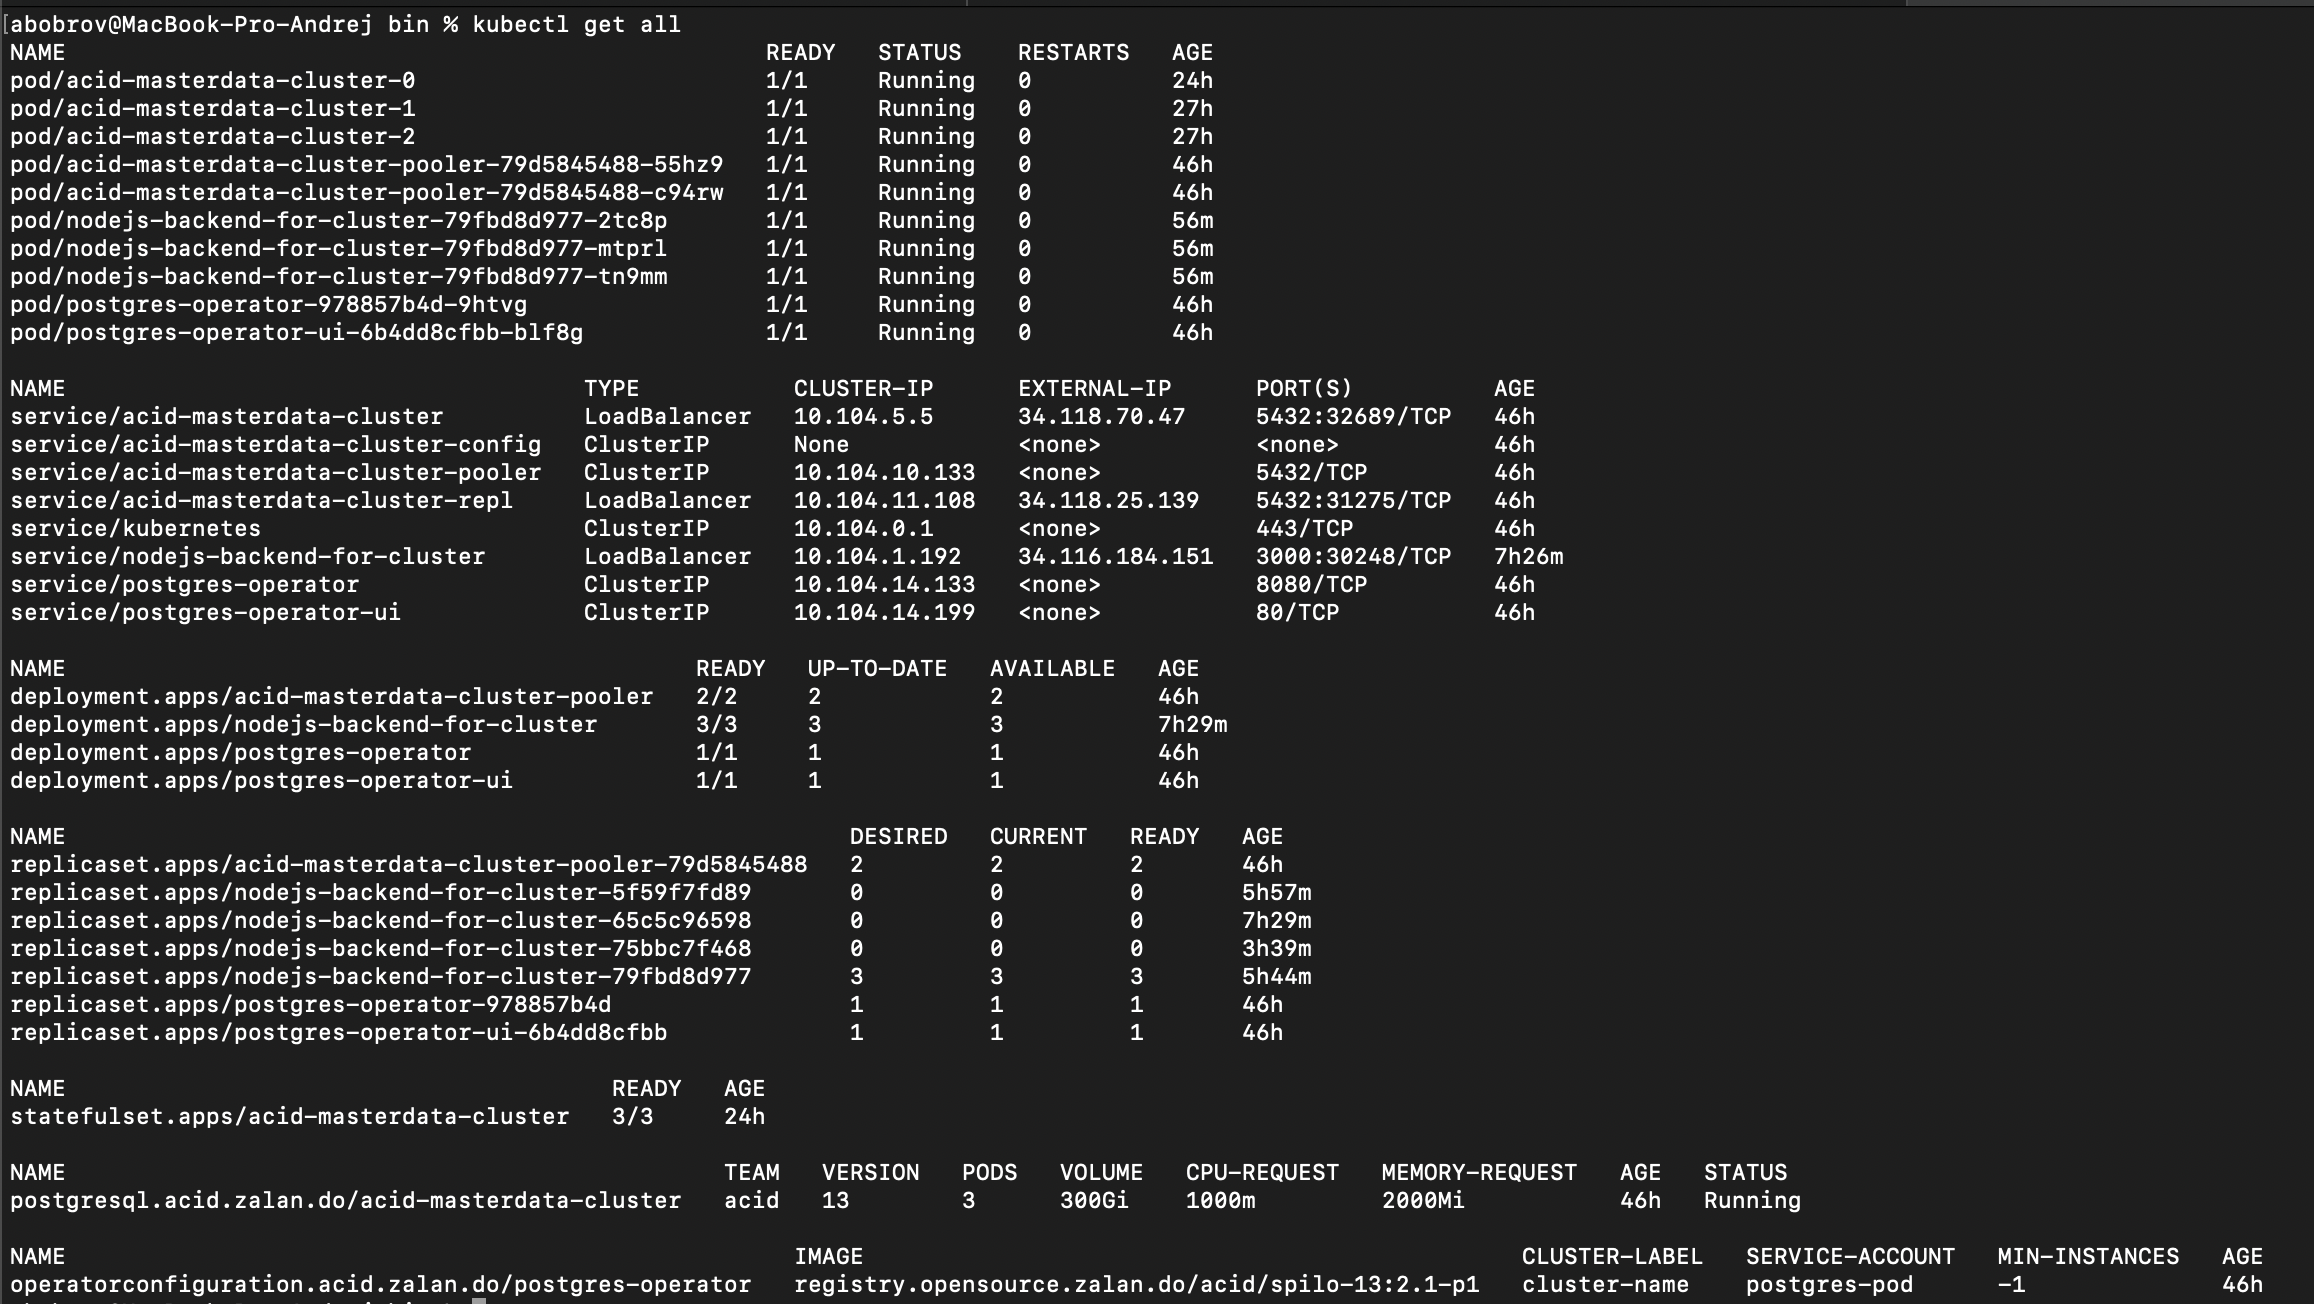 [abobrov@MacBook-Pro-Andrej bin % kubectl get all
NAME READY STATUS RESTARTS AGE
pod/acid-masterdata-cluster-0 1/1 Running 0 24h
pod/acid-masterdata-cluster-1 1/1 Running 0 27h
pod/acid-masterdata-cluster-2 1/1 Running 0 27h
pod/acid-masterdata-cluster-pooler-79d5845488-55hz9 1/1 Running 0 46h
pod/acid-masterdata-cluster-pooler-79d5845488-c94rw 1/1 Running 0 46h
pod/nodejs-backend-for-cluster-79fbd8d977-2tc8p 1/1 Running 0 56m
pod/nodejs-backend-for-cluster-79fbd8d977-mtprl 1/1 Running 0 56m
pod/nodejs-backend-for-cluster-79fbd8d977-tn9mm 1/1 Running 0 56m
pod/postgres-operator-978857b4d-9htvg 1/1 Running 0 46h
pod/postgres-operator-ui-6b4dd8cfbb-blf8g 1/1 Running 0 46h
NAME TYPE CLUSTER-IP EXTERNAL-IP PORT(S) AGE
service/acid-masterdata-cluster LoadBalancer 10.104.5.5 34.118.70.47 5432:32689/TCP 46h
service/acid-masterdata-cluster-config ClusterIP None <none> <none> 46h
service/acid-masterdata-cluster-pooler ClusterIP 10.104.10.133 <none> 5432/TCP 46h
service/acid-masterdata-cluster-repl LoadBalancer 10.104.11.108 34.118.25.139 5432:31275/TCP 46h
service/kubernetes ClusterIP 10.104.0.1 <none> 443/TCP 46h
service/nodejs-backend-for-cluster LoadBalancer 10.104.1.192 34.116.184.151 3000:30248/TCP 7h26m
service/postgres-operator ClusterIP 10.104.14.133 <none> 8080/TCP 46h
service/postgres-operator-ui ClusterIP 10.104.14.199 <none> 80/TCP 46h
NAME READY UP-TO-DATE AVAILABLE AGE
deployment.apps/acid-masterdata-cluster-pooler 2/2 2 2 46h
deployment.apps/nodejs-backend-for-cluster 3/3 3 3 7h29m
deployment.apps/postgres-operator 1/1 1 1 46h
deployment.apps/postgres-operator-ui 1/1 1 1 46h
NAME DESIRED CURRENT READY AGE
replicaset.apps/acid-masterdata-cluster-pooler-79d5845488 2 2 2 46h
replicaset.apps/nodejs-backend-for-cluster-5f59f7fd89 0 0 0 5h57m
replicaset.apps/nodejs-backend-for-cluster-65c5c96598 0 0 0 7h29m
replicaset.apps/nodejs-backend-for-cluster-75bbc7f468 0 0 0 3h39m
replicaset.apps/nodejs-backend-for-cluster-79fbd8d977 3 3 3 5h44m
replicaset.apps/postgres-operator-978857b4d 1 1 1 46h
replicaset.apps/postgres-operator-ui-6b4dd8cfbb 1 1 1 46h
NAME READY AGE
statefulset.apps/acid-masterdata-cluster 3/3 24h
NAME TEAM VERSION PODS VOLUME CPU-REQUEST MEMORY-REQUEST AGE STATUS
postgresql.acid.zalan.do/acid-masterdata-cluster acid 13 3 300Gi 1000m 2000Mi 46h Running
NAME IMAGE CLUSTER-LABEL SERVICE-ACCOUNT MIN-INSTANCES AGE
operatorconfiguration.acid.zalan.do/postgres-operator registry.opensource.zalan.do/acid/spilo-13:2.1-p1 cluster-name postgres-pod -1 46h